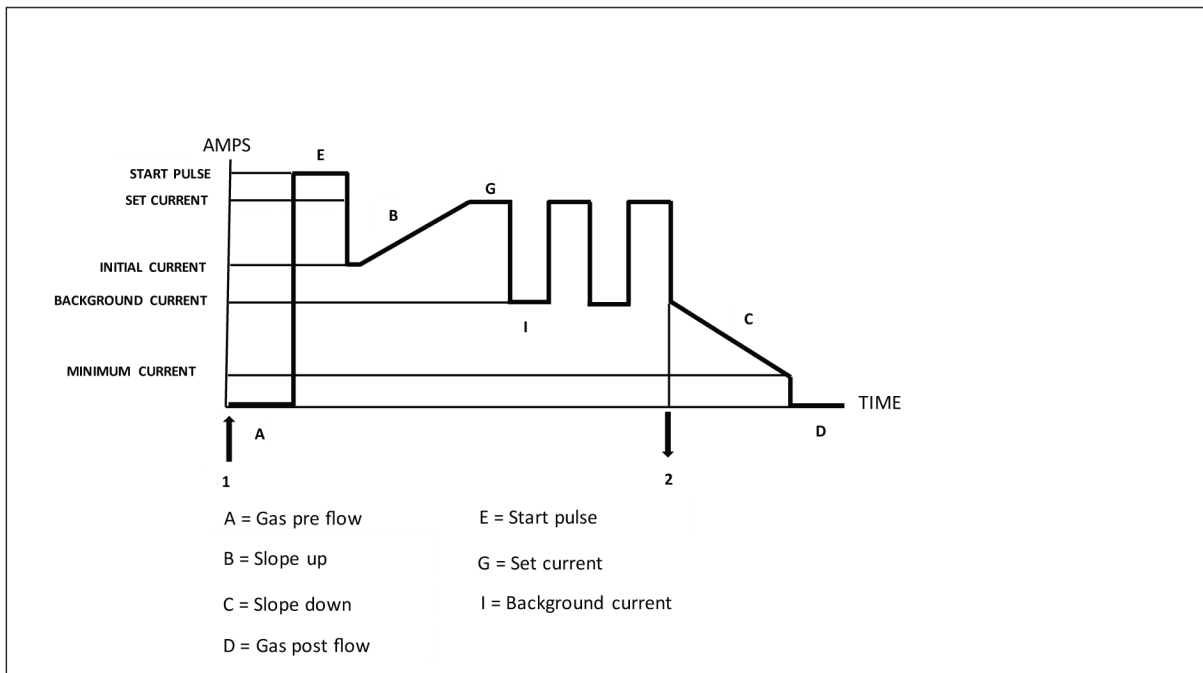 AMPS
E
START PULSE
SET CURRENT
G
B
INITIAL CURRENT
BACKGROUND CURRENT
I
C
MINIMUM CURRENT
TIME
A
D
1
2
A = Gas pre flow
E = Start pulse
B = Slope up
G = Set current
C = Slope down
I = Background current
D = Gas post flow